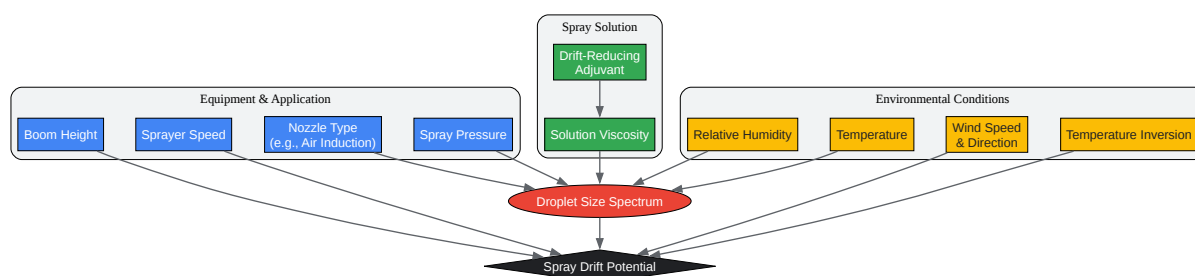 Spray Solution
Drift-Reducing
Adjuvant
Equipment & Application
Environmental Conditions
Boom Height
Sprayer Speed
Nozzle Type
(e.g., Air Induction)
Spray Pressure
Solution Viscosity
Relative Humidity
Temperature
Wind Speed
& Direction
Temperature Inversion
Droplet Size Spectrum
Spray Drift Potential